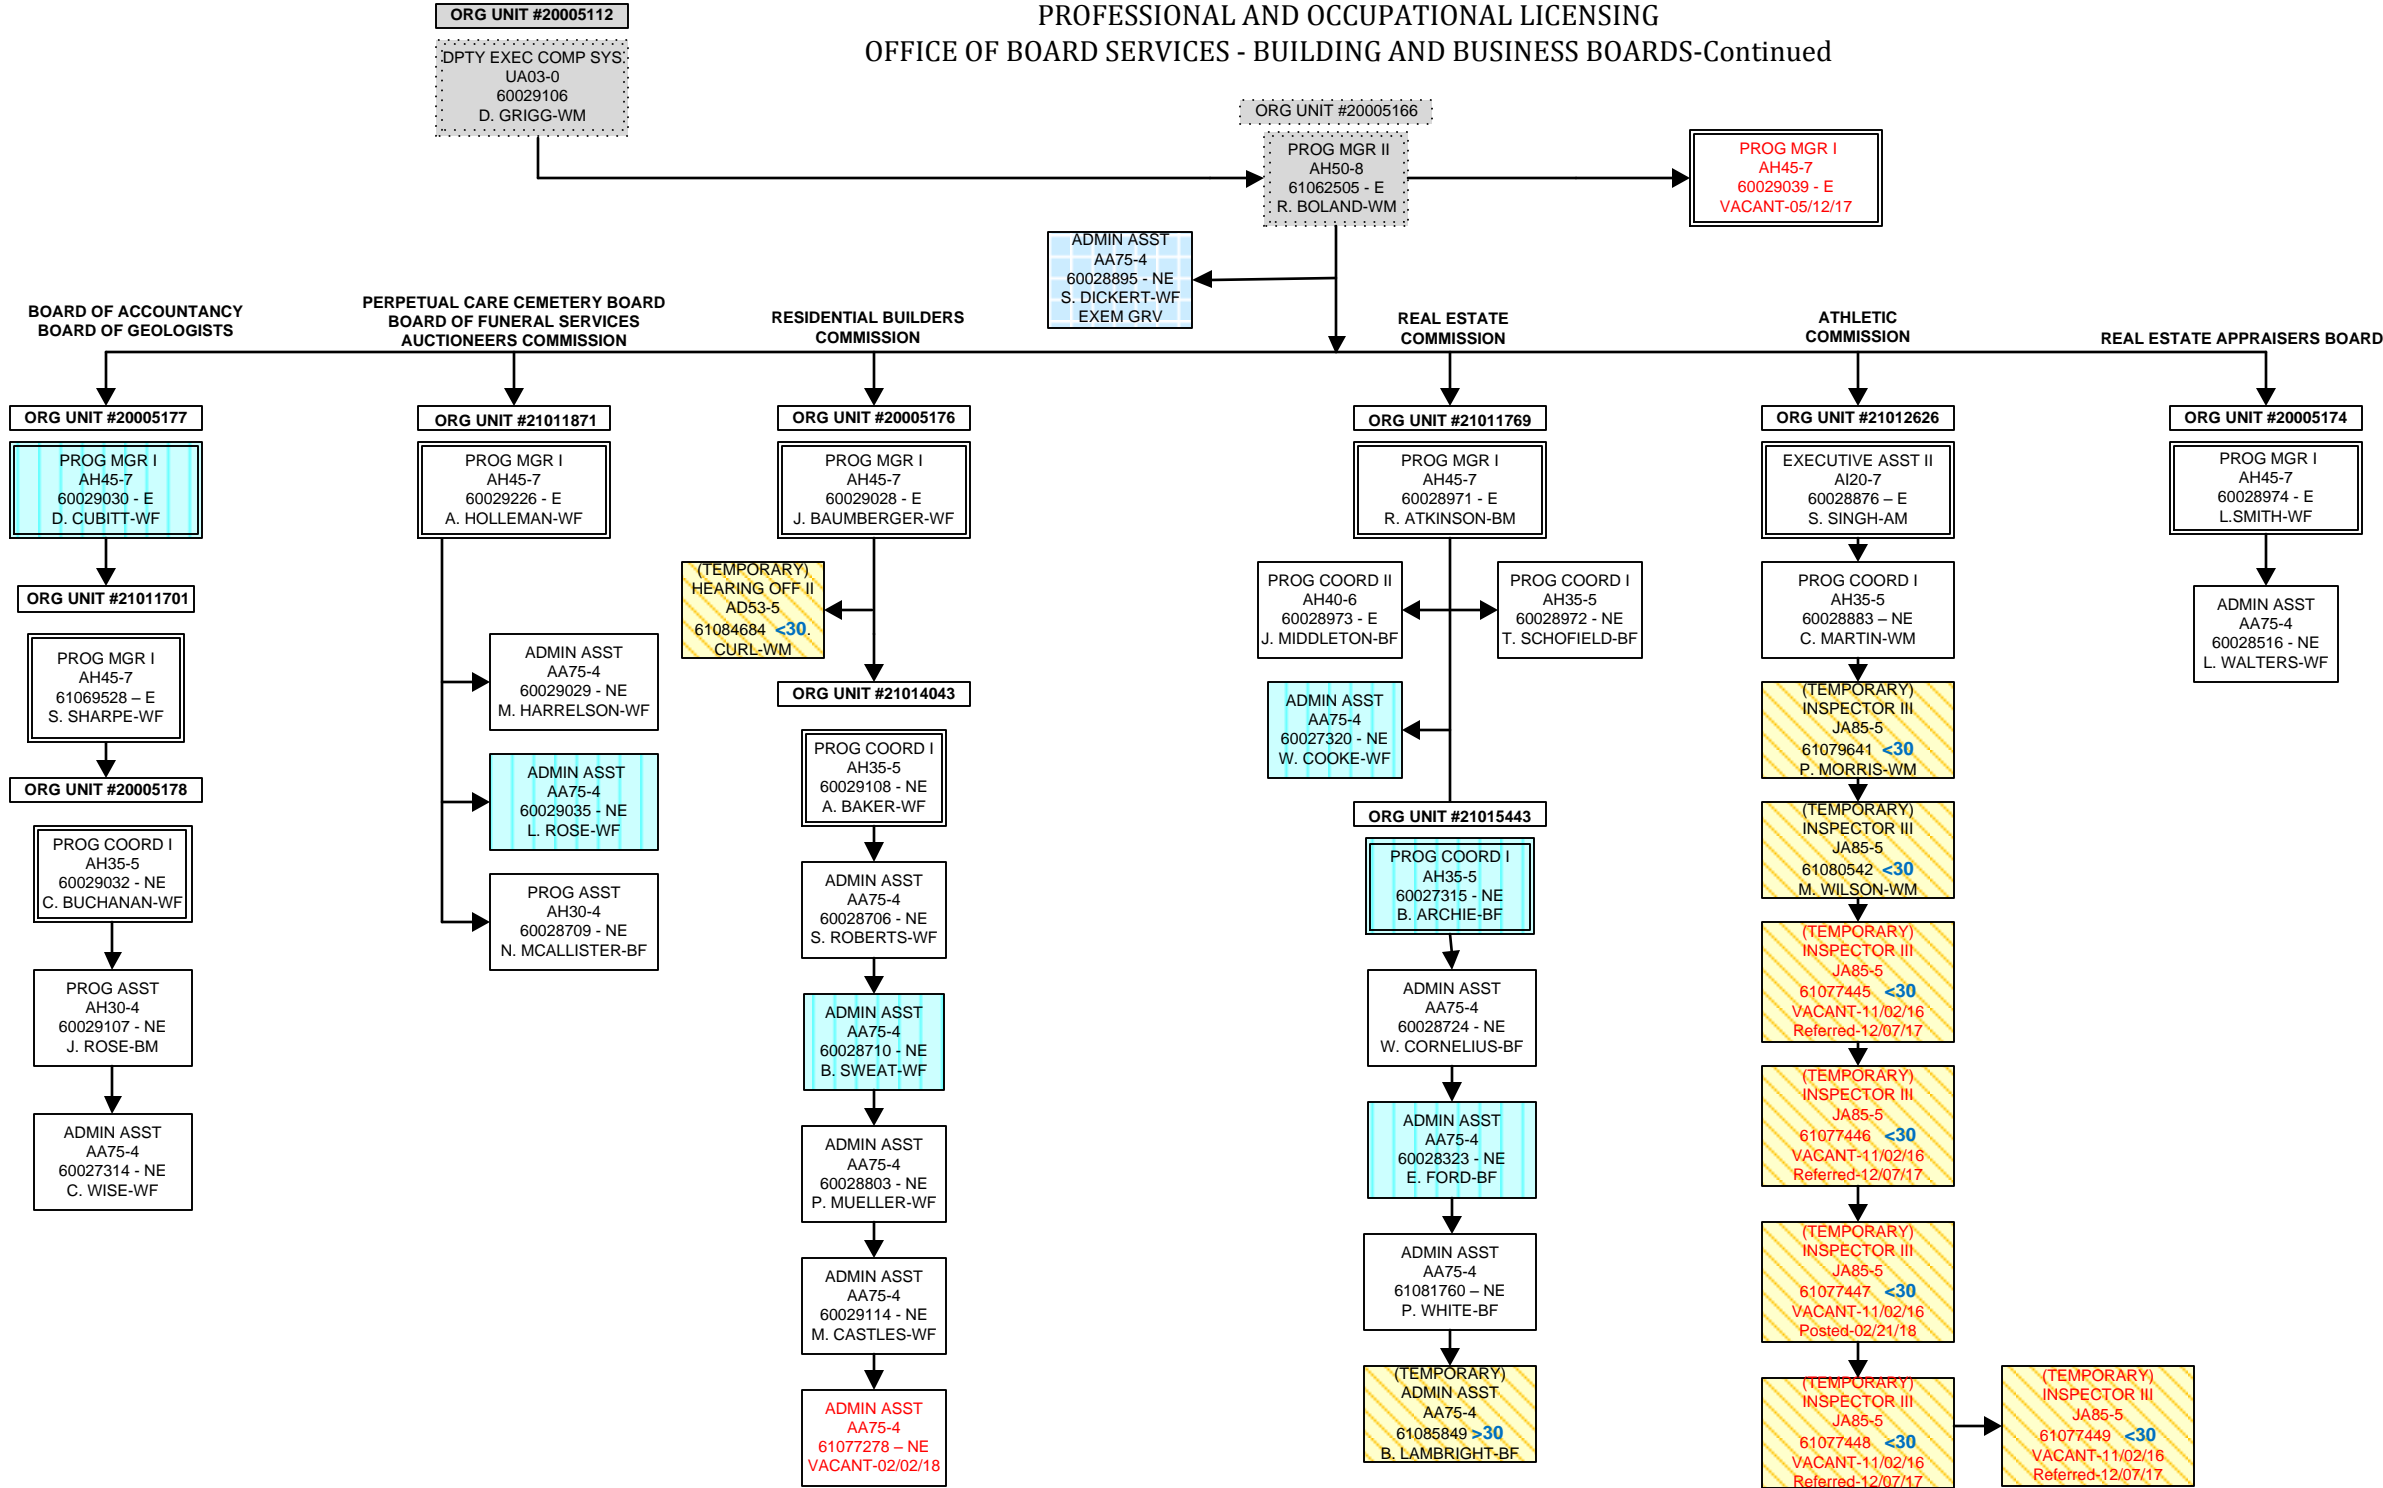 PROFESSIONAL AND OCCUPATIONAL LICENSING
OFFICE OF BOARD SERVICES - BUILDING AND BUSINESS BOARDS-Continued
ORG UNIT #20005112
DPTY EXEC COMP SYS
UA03-0
60029106
D. GRIGG-WM
ORG UNIT #20005166
PROG MGR II
AH50-8
61062505 - E
R. BOLAND-WM
PROG MGR I
AH45-7
60029039 - E
VACANT-05/12/17
ADMIN ASST
AA75-4
60028895 - NE
S. DICKERT-WF
EXEM GRV
BOARD OF ACCOUNTANCY
BOARD OF GEOLOGISTS
ORG UNIT #20005177
PROG MGR I
AH45-7
60029030 - E
D. CUBITT-WF
ORG UNIT #21011701
PROG MGR I
AH45-7
61069528 – E
S. SHARPE-WF
ORG UNIT #20005178
PROG COORD I
AH35-5
60029032 - NE
C. BUCHANAN-WF
PROG ASST
AH30-4
60029107 - NE
J. ROSE-BM
ADMIN ASST
AA75-4
60027314 - NE
C. WISE-WF
PERPETUAL CARE CEMETERY BOARD
BOARD OF FUNERAL SERVICES
AUCTIONEERS COMMISSION
ORG UNIT #21011871
PROG MGR I
AH45-7
60029226 - E
A. HOLLEMAN-WF
ADMIN ASST
AA75-4
60029029 - NE
M. HARRELSON-WF
ADMIN ASST
AA75-4
60029035 - NE
L. ROSE-WF
PROG ASST
AH30-4
60028709 - NE
N. MCALLISTER-BF
RESIDENTIAL BUILDERS
COMMISSION
ORG UNIT #20005176
PROG MGR I
AH45-7
60029028 - E
J. BAUMBERGER-WF
(TEMPORARY)
HEARING OFF II
AD53-5
61084684 <30.
CURL-WM
ORG UNIT #21014043
PROG COORD I
AH35-5
60029108 - NE
A. BAKER-WF
ADMIN ASST
AA75-4
60028706 - NE
S. ROBERTS-WF
ADMIN ASST
AA75-4
60028710 - NE
B. SWEAT-WF
ADMIN ASST
AA75-4
60028803 - NE
P. MUELLER-WF
ADMIN ASST
AA75-4
60029114 - NE
M. CASTLES-WF
ADMIN ASST
AA75-4
61077278 – NE
VACANT-02/02/18
REAL ESTATE
COMMISSION
ORG UNIT #21011769
PROG MGR I
AH45-7
60028971 - E
R. ATKINSON-BM
PROG COORD II
AH40-6
60028973 - E
J. MIDDLETON-BF
PROG COORD I
AH35-5
60028972 - NE
T. SCHOFIELD-BF
ADMIN ASST
AA75-4
60027320 - NE
W. COOKE-WF
ORG UNIT #21015443
PROG COORD I
AH35-5
60027315 - NE
B. ARCHIE-BF
ADMIN ASST
AA75-4
60028724 - NE
W. CORNELIUS-BF
ADMIN ASST
AA75-4
60028323 - NE
E. FORD-BF
ADMIN ASST
AA75-4
61081760 – NE
P. WHITE-BF
(TEMPORARY)
ADMIN ASST
AA75-4
61085849 >30
B. LAMBRIGHT-BF
ATHLETIC
COMMISSION
ORG UNIT #21012626
EXECUTIVE ASST II
AI20-7
60028876 – E
S. SINGH-AM
PROG COORD I
AH35-5
60028883 – NE
C. MARTIN-WM
(TEMPORARY)
INSPECTOR III
JA85-5
61079641 <30
P. MORRIS-WM
(TEMPORARY)
INSPECTOR III
JA85-5
61080542 <30
M. WILSON-WM
(TEMPORARY)
INSPECTOR III
JA85-5
61077445 <30
VACANT-11/02/16
Referred-12/07/17
(TEMPORARY)
INSPECTOR III
JA85-5
61077446 <30
VACANT-11/02/16
Referred-12/07/17
(TEMPORARY)
INSPECTOR III
JA85-5
61077447 <30
VACANT-11/02/16
Posted-02/21/18
(TEMPORARY)
INSPECTOR III
JA85-5
61077448 <30
VACANT-11/02/16
Referred-12/07/17
(TEMPORARY)
INSPECTOR III
JA85-5
61077449 <30
VACANT-11/02/16
Referred-12/07/17
REAL ESTATE APPRAISERS BOARD
ORG UNIT #20005174
PROG MGR I
AH45-7
60028974 - E
L.SMITH-WF
ADMIN ASST
AA75-4
60028516 - NE
L. WALTERS-WF